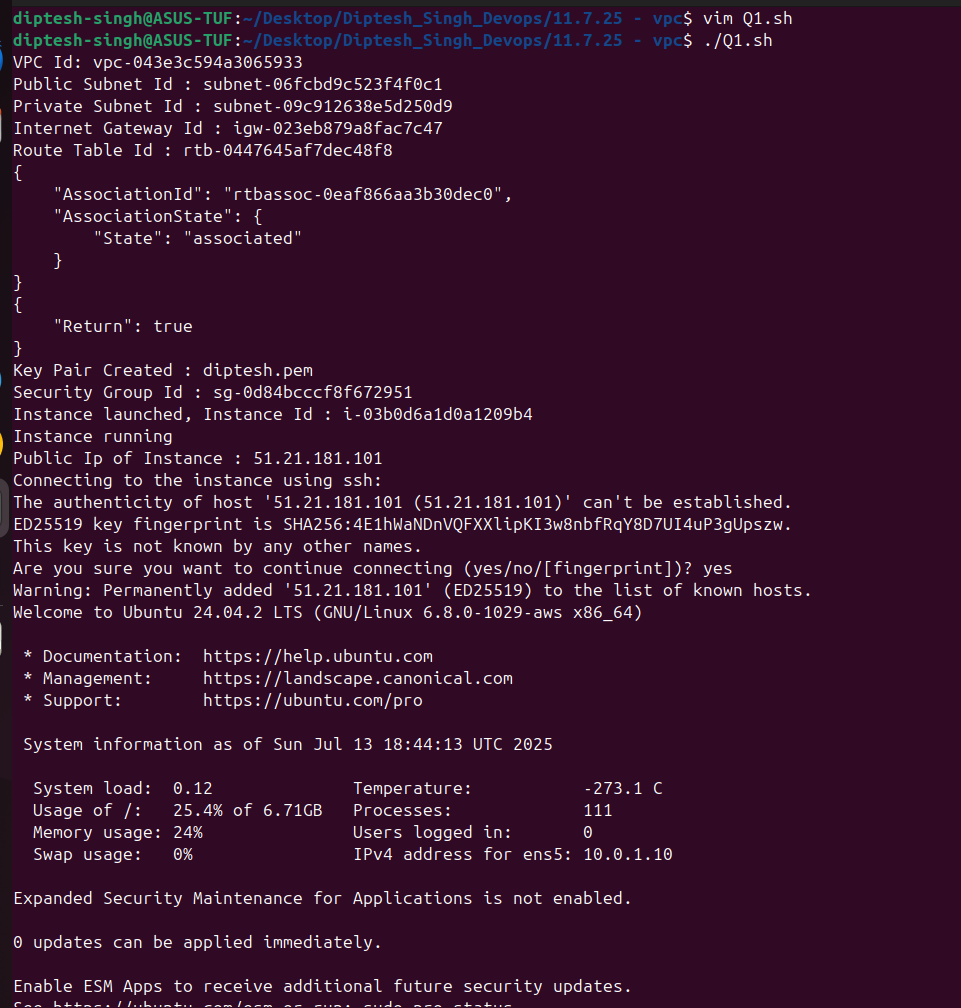 diptesh-singh@ASUS-TUF:~/Desktop/Diptesh_Singh_Devops/11.7.25 - vpc$ vim Q1.sh
diptesh-singh@ASUS-TUF:~/Desktop/Diptesh_Singh_Devops/11.7.25 - vpc$ ./Q1.sh
VPC Id: vpc-043e3c594a3065933
Public Subnet Id : subnet-06fcbd9c523f4f0c1
Private Subnet Id : subnet-09c912638e5d250d9
Internet Gateway Id : igw-023eb879a8fac7c47
Route Table Id : rtb-0447645af7dec48f8
{
    "AssociationId": "rtbassoc-0eaf866aa3b30dec0",
    "AssociationState": {
        "State": "associated"
    }
}
{
    "Return": true
}
Key Pair Created : diptesh.pem
Security Group Id : sg-0d84bcccf8f672951
Instance launched, Instance Id : i-03b0d6a1d0a1209b4
Instance running
Public Ip of Instance : 51.21.181.101
Connecting to the instance using ssh:
The authenticity of host '51.21.181.101 (51.21.181.101)' can't be established.
ED25519 key fingerprint is SHA256:4E1hWaNDnVQFXXlipKI3w8nbfRqY8D7UI4uP3gUpszw.
This key is not known by any other names.
Are you sure you want to continue connecting (yes/no/[fingerprint])? yes
Warning: Permanently added '51.21.181.101' (ED25519) to the list of known hosts.
Welcome to Ubuntu 24.04.2 LTS (GNU/Linux 6.8.0-1029-aws x86_64)

 * Documentation:  https://help.ubuntu.com
 * Management:     https://landscape.canonical.com
 * Support:        https://ubuntu.com/pro

 System information as of Sun Jul 13 18:44:13 UTC 2025

  System load:  0.12              Temperature:           -273.1 C
  Usage of /:   25.4% of 6.71GB   Processes:             111
  Memory usage: 24%               Users logged in:       0
  Swap usage:   0%                IPv4 address for ens5: 10.0.1.10

Expanded Security Maintenance for Applications is not enabled.

0 updates can be applied immediately.

Enable ESM Apps to receive additional future security updates.
See https://ubuntu.com/esm or run: sudo pro status